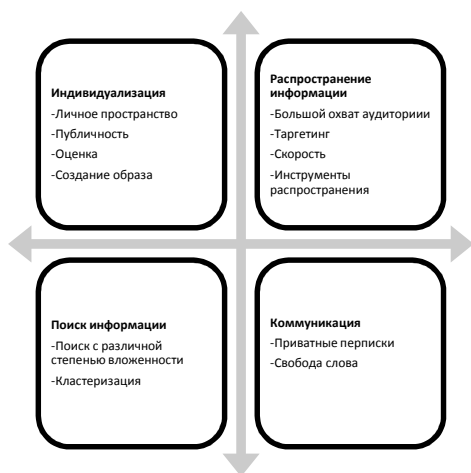 Индивидуализация
-Личное пространство
-Публичность
-Оценка
-Создание образа
Распространение
информации
-Большой охват аудиториии
-Таргетинг
-Скорость
-Инструменты
распространения
Поиск информации
-Поиск с различной
степенью вложенности
-Кластеризация
Коммуникация
-Приватные перписки
-Свобода слова